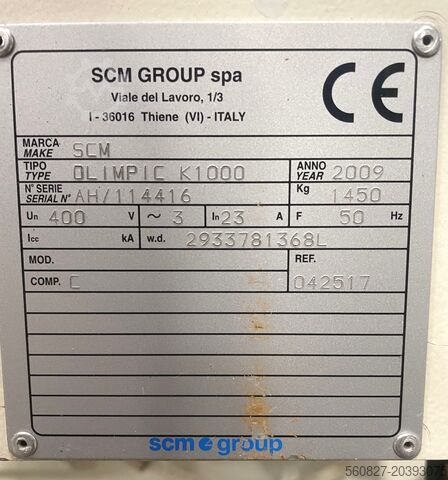 SCM GROUP spa
Viale del Lavoro, 1/3
I - 36016 Thiene (VI) - ITALY
CE
MARCA
MAKE SCM
TIPO
TYPE OLIMPIC K1000 ANNO
YEAR 2009
N° SERIE
SERIAL N° AH/114416 Kg 1450
Un 400 V ~ 3 In 23 A F 50 Hz
Icc kA w.d. 2933781368L
MOD. REF.
COMP. C 042517
scm group
560827-20393075